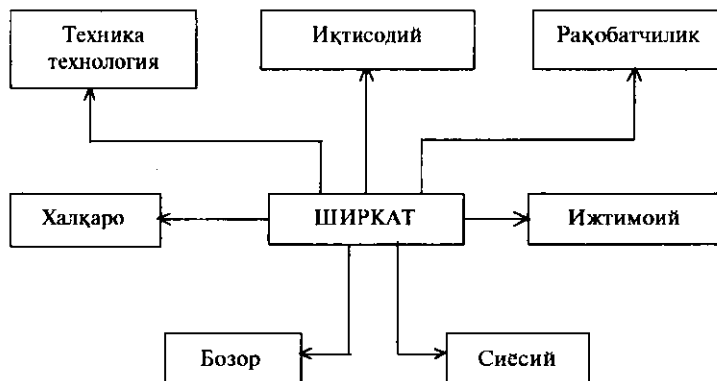 Техника
технология
Иқтисодий
Рақобатчилик
Халқаро
ШИРКАТ
Ижтимоий
Бозор
Сиёсий